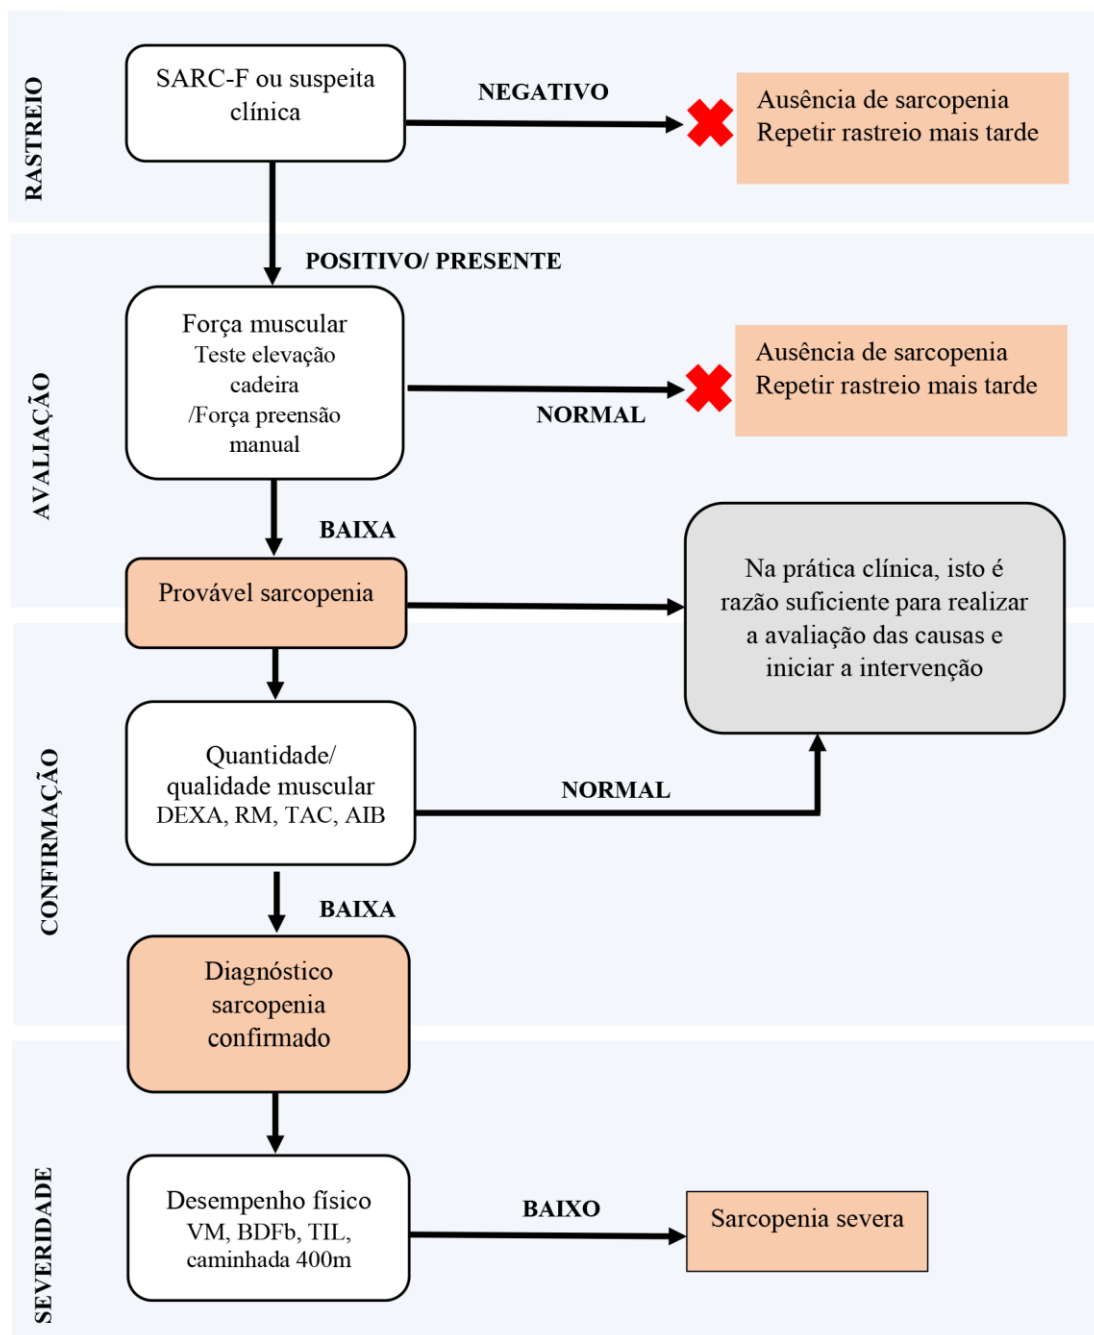 RASTREIO
SARC-F ou suspeita
clínica
NEGATIVO
Ausência de sarcopenia
Repetir rastreio mais tarde
POSITIVO/ PRESENTE
AVALIAÇÃO
Força muscular
Teste elevação
cadeira
/Força preensão
manual
NORMAL
Ausência de sarcopenia
Repetir rastreio mais tarde
BAIXA
Provável sarcopenia
Na prática clínica, isto é
razão suficiente para realizar
a avaliação das causas e
iniciar a intervenção
CONFIRMAÇÃO
Quantidade/
qualidade muscular
DEXA, RM, TAC, AIB
NORMAL
BAIXA
Diagnóstico
sarcopenia
confirmado
SEVERIDADE
Desempenho físico
VM, BDFb, TIL,
caminhada 400m
BAIXO
Sarcopenia severa